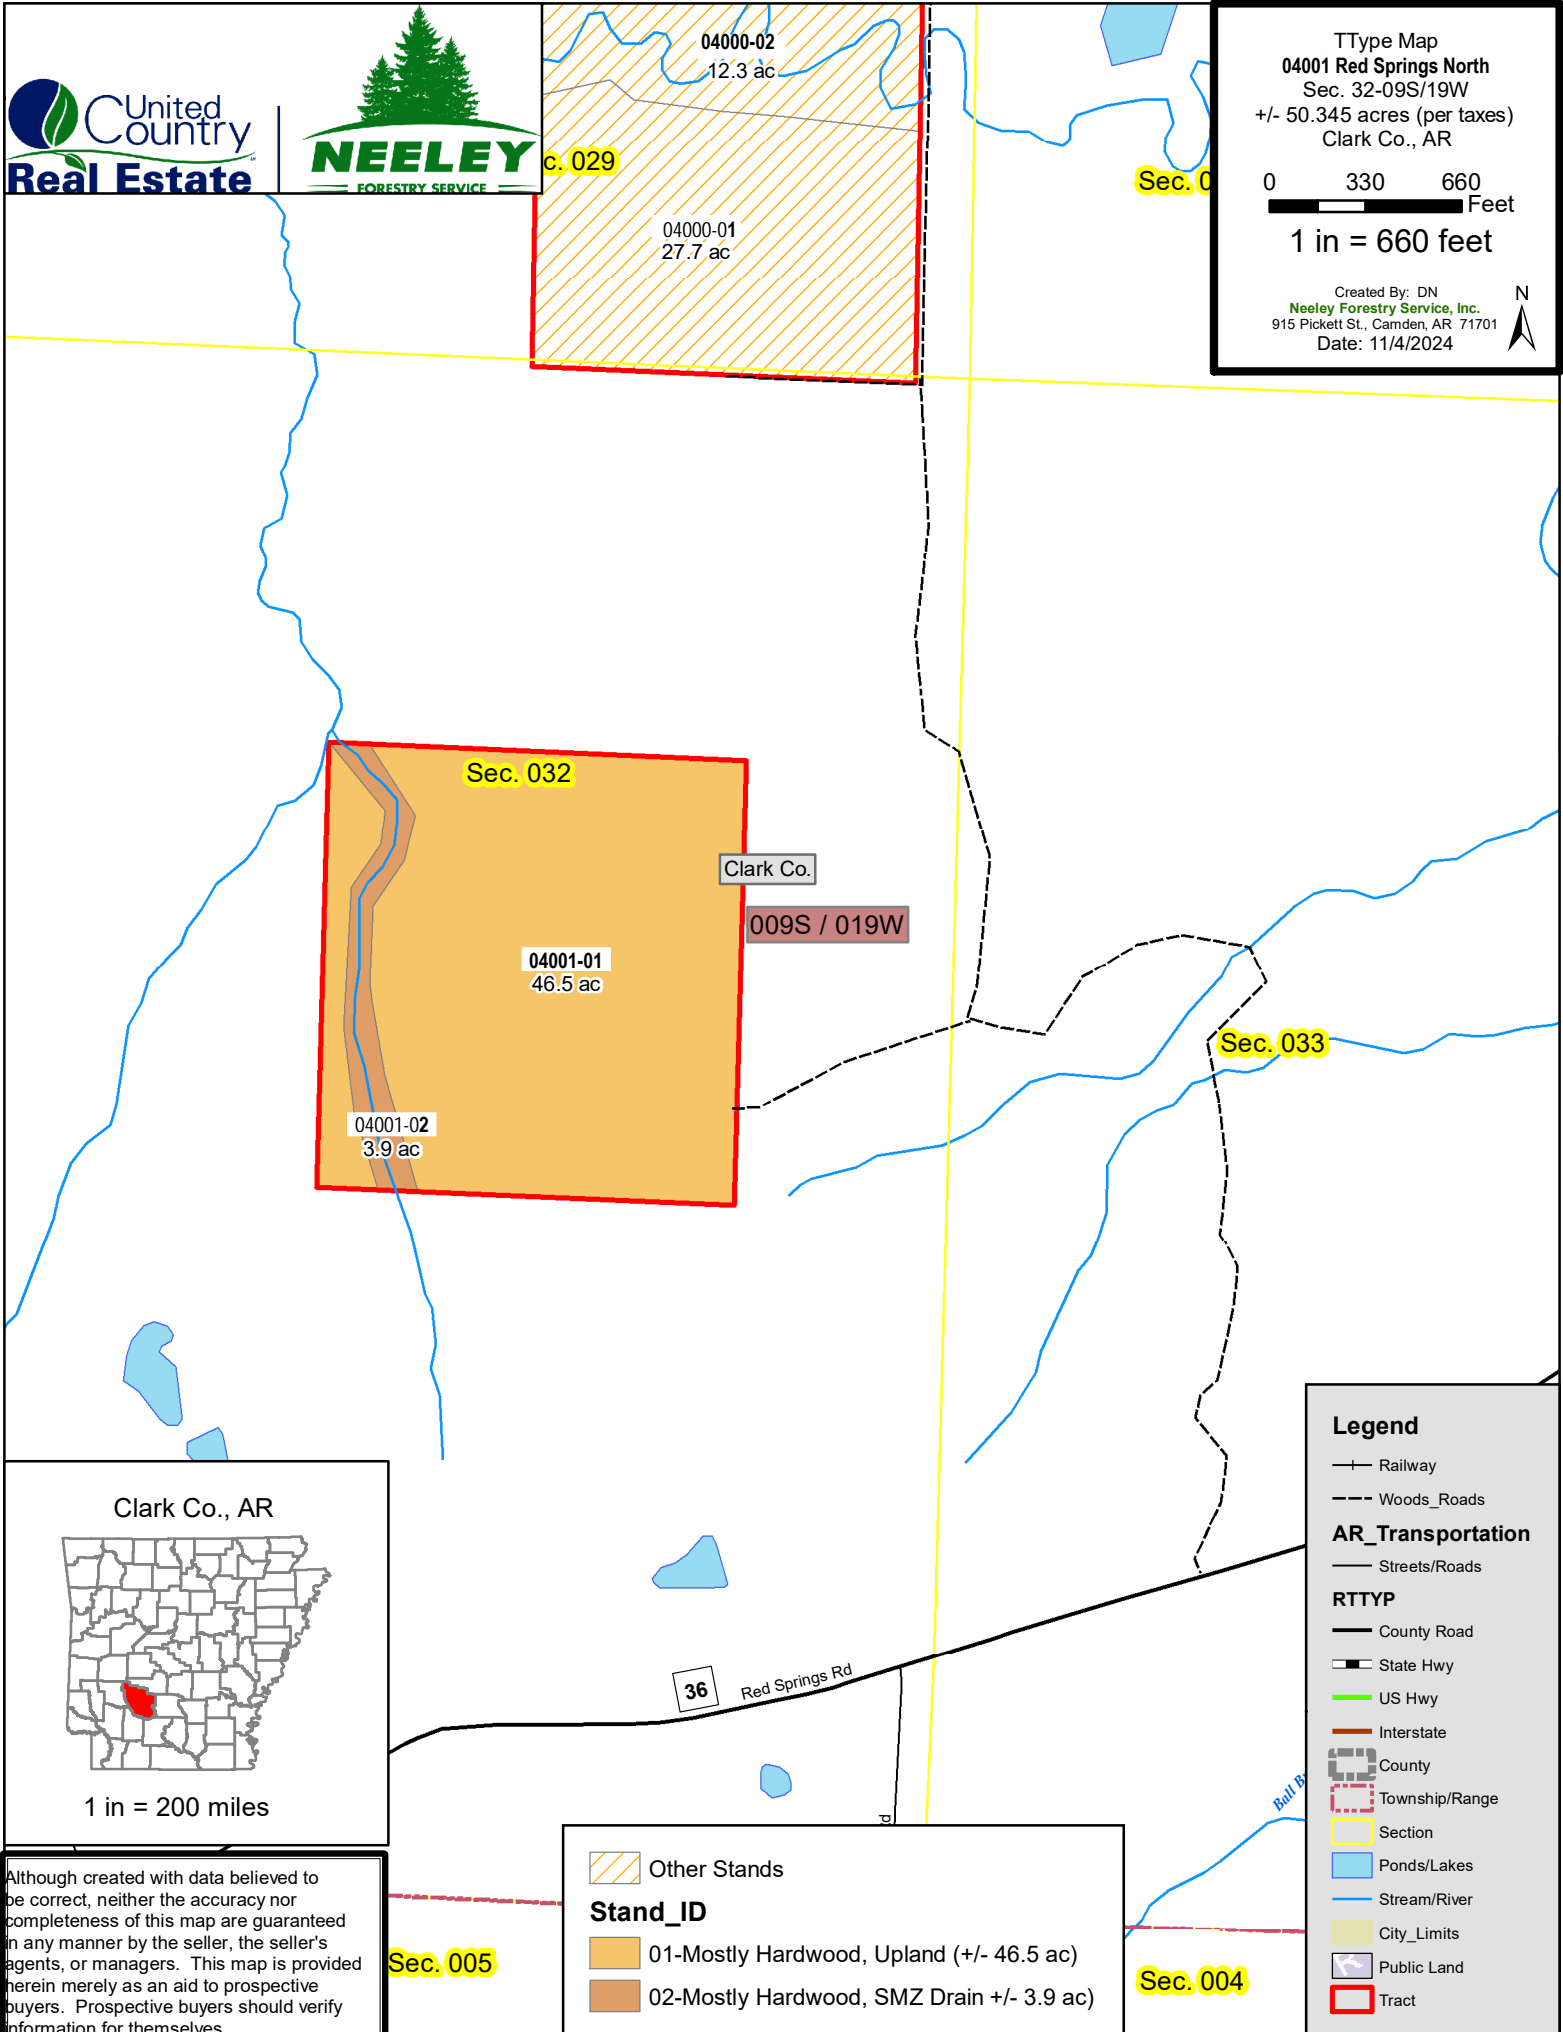 United
Country
Real Estate
NEELEY
FORESTRY SERVICE
TType Map
04001 Red Springs North
Sec. 32-09S/19W
+/- 50.345 acres (per taxes)
Clark Co., AR
0 330 660
Feet
1 in = 660 feet
Created By: DN
Neeley Forestry Service, Inc.
915 Pickett St., Camden, AR 71701
Date: 11/4/2024
N
04000-02
12.3 ac
c. 029
Sec. 0
04000-01
27.7 ac
Sec. 032
Clark Co.
009S / 019W
04001-01
46.5 ac
Sec. 033
04001-02
3.9 ac
Clark Co., AR
1 in = 200 miles
36
Red Springs Rd
Ball B
Sec. 005
Sec. 004
Although created with data believed to
be correct, neither the accuracy nor
completeness of this map are guaranteed
in any manner by the seller, the seller's
agents, or managers. This map is provided
herein merely as an aid to prospective
buyers. Prospective buyers should verify
information for themselves.
Other Stands
Stand_ID
01-Mostly Hardwood, Upland (+/- 46.5 ac)
02-Mostly Hardwood, SMZ Drain +/- 3.9 ac)
Legend
Railway
Woods_Roads
AR_Transportation
Streets/Roads
RTTYP
County Road
State Hwy
US Hwy
Interstate
County
Township/Range
Section
Ponds/Lakes
Stream/River
City_Limits
Public Land
Tract